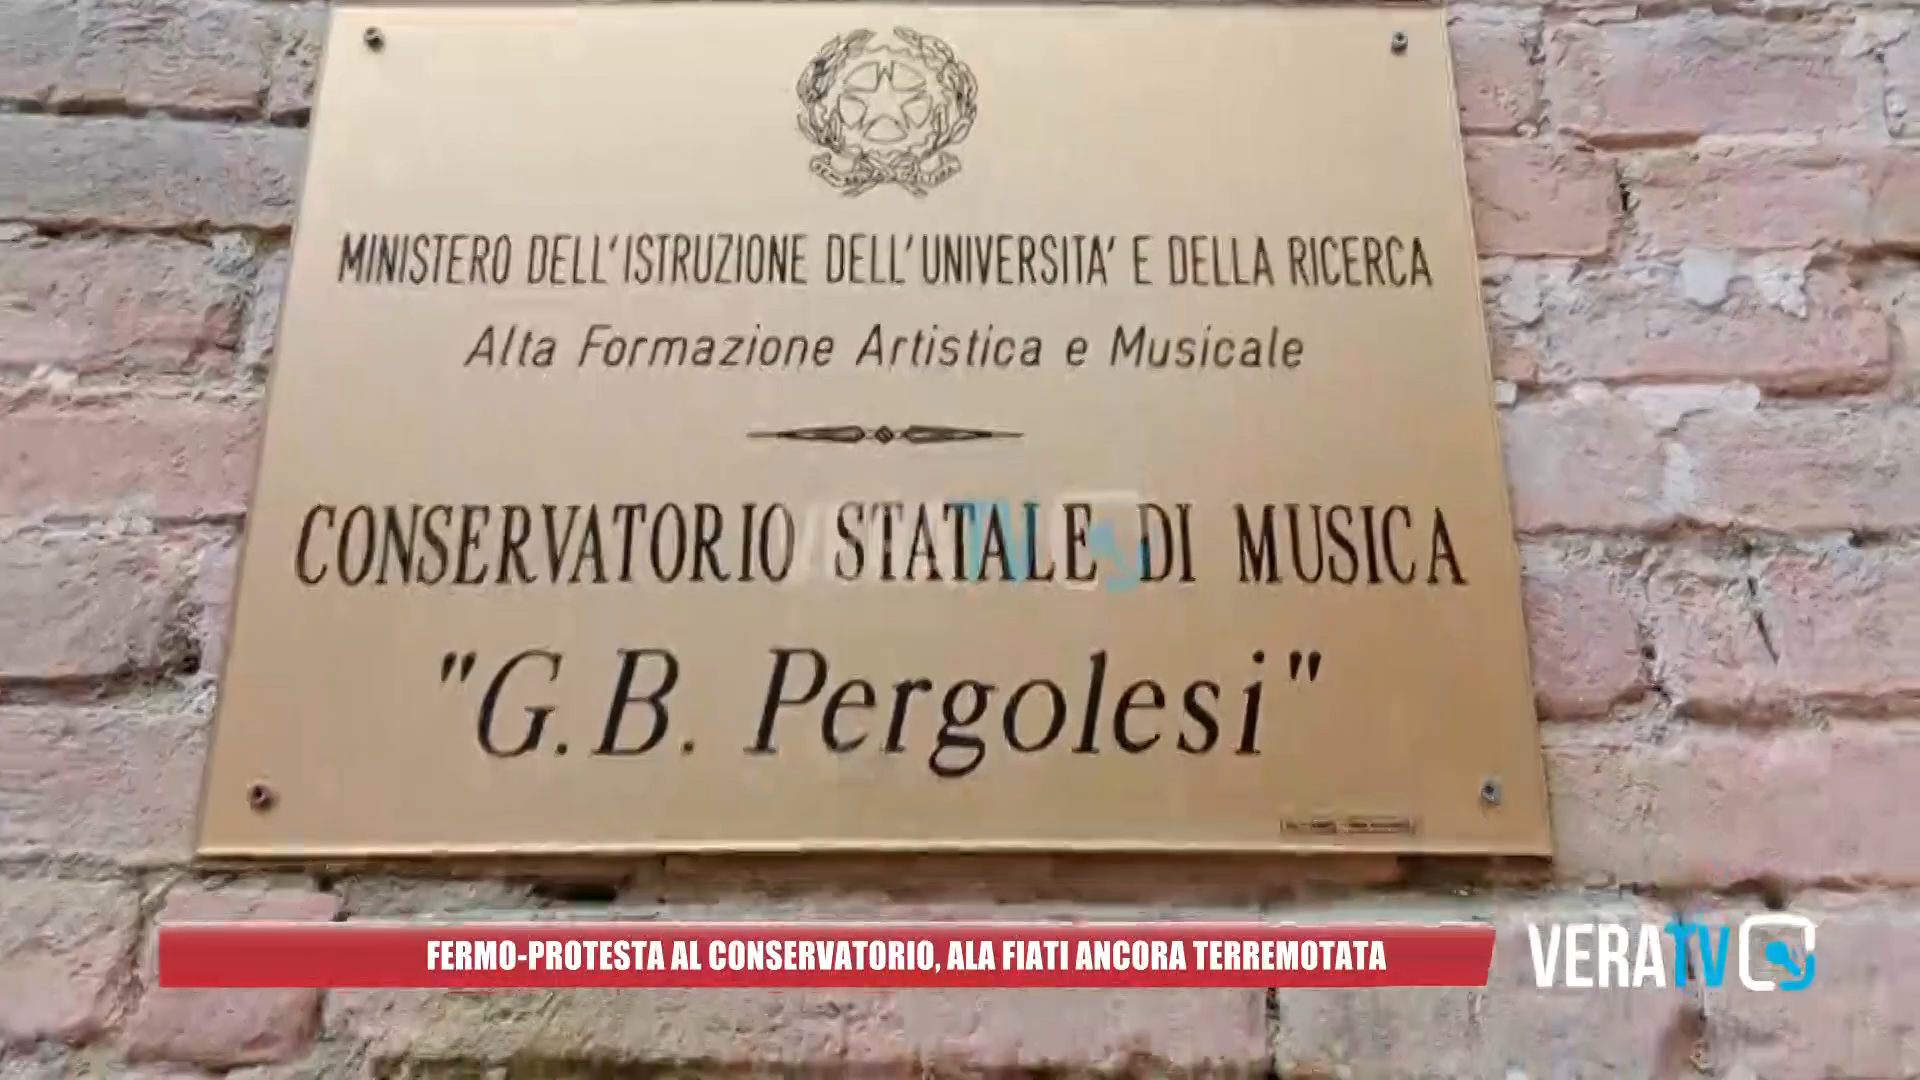 MINISTERO DELL'ISTRUZIONE DELL'UNIVERSITA' E DELLA RICERCA
Alta Formazione Artistica e Musicale
CONSERVATORIO STATALE DI MUSICA
"G.B. Pergolesi"
FERMO-PROTESTA AL CONSERVATORIO, ALA FIATI ANCORA TERREMOTATA
VERATV